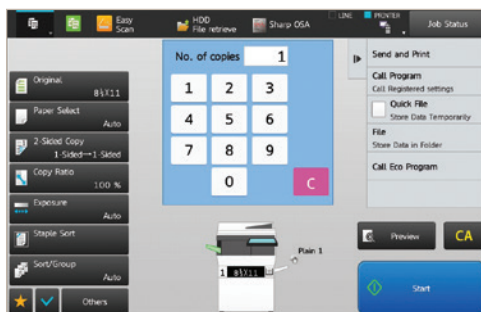 Easy
Scan
HDD
File retrieve
Sharp OSA
LINE
PRINTER
Job Status
No. of copies
1
1 2 3
4 5 6
7 8 9
0 C
Original
8½X11
Paper Select
Auto
2-Sided Copy
1-Sided→1-Sided
Copy Ratio
100 %
Exposure
Auto
Staple Sort
Sort/Group
Auto
Others
Plain 1
1 8½X11
Send and Print
Call Program
Call Registered settings
Quick File
Store Data Temporarily
File
Store Data in Folder
Call Eco Program
Preview
CA
Start